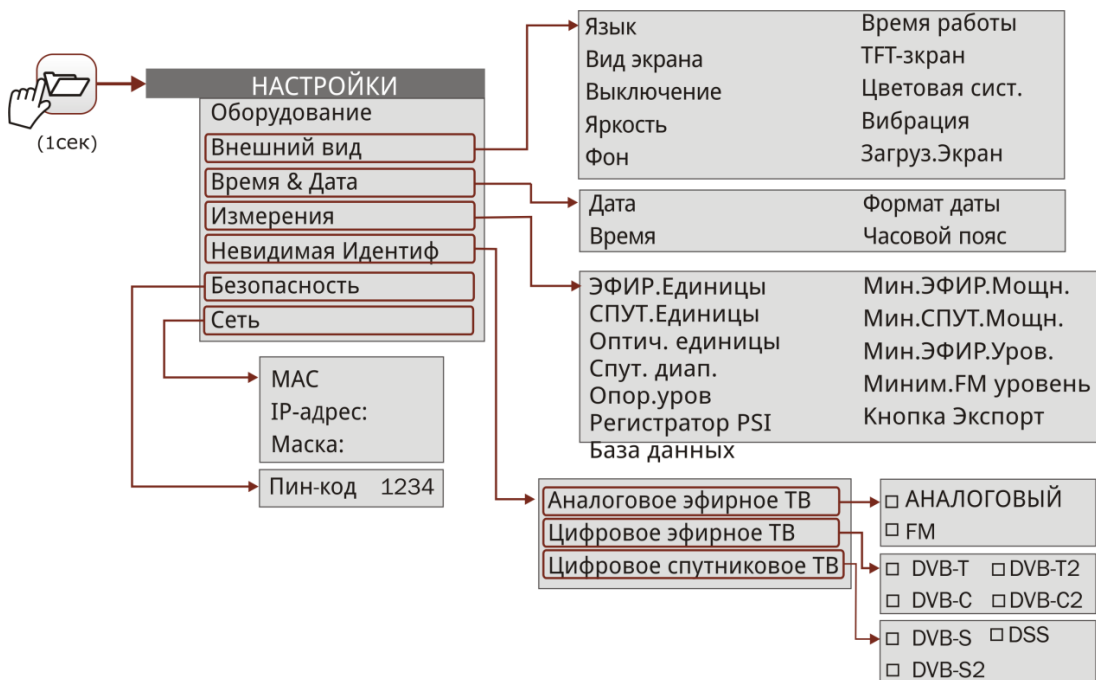 (1сек)
НАСТРОЙКИ
Оборудование
Внешний вид
Время & Дата
Измерения
Невидимая Идентиф
Безопасность
Сеть
Язык
Вид экрана
Выключение
Яркость
Фон
Время работы
TFT-зкран
Цветовая сист.
Вибрация
Загруз.Экран
Дата
Время
Формат даты
Часовой пояс
ЭФИР.Единицы
СПУТ.Единицы
Оптич. единицы
Спут. диап.
Опор.уров
Регистратор PSI
База данных
Мин.ЭФИР.Мощн.
Мин.СПУТ.Мощн.
Мин.ЭФИР.Уров.
Миним.FM уровень
Кнопка Экспорт
MAC
IP-адрес:
Маска:
Пин-код 1234
Аналоговое эфирное ТВ
Цифровое эфирное ТВ
Цифровое спутниковое ТВ
АНАЛОГОВЫЙ
FM
DVB-T DVB-T2
DVB-C DVB-C2
DVB-S DSS
DVB-S2